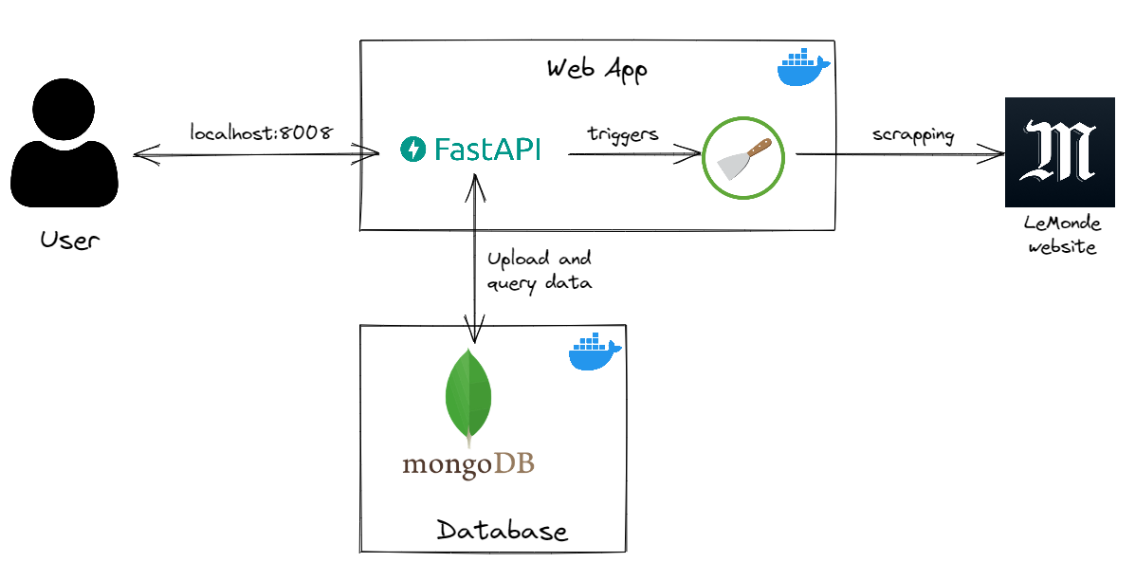 Web App
localhost:8008
FastAPI
triggers
scrapping
M
User
LeMonde
website
Upload and
query data
mongoDB
Database